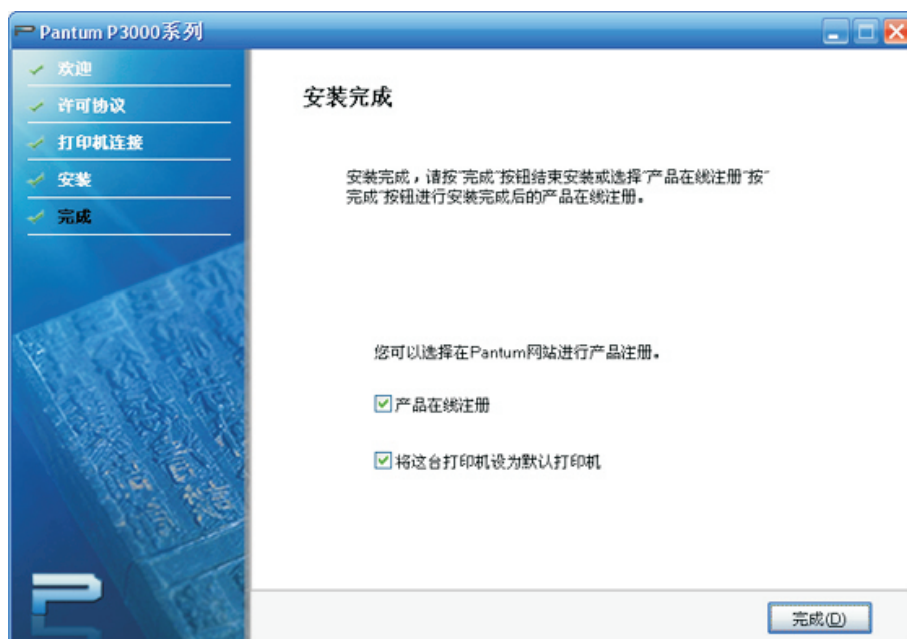 Pantum P3000系列
欢迎
许可协议
打印机连接
安装
完成
安装完成
安装完成，请按"完成"按钮结束安装或选择"产品在线注册"按"
完成"按钮进行安装完成后的产品在线注册。
您可以选择在Pantum网站进行产品注册。
产品在线注册
将这台打印机设为默认打印机
完成(D)